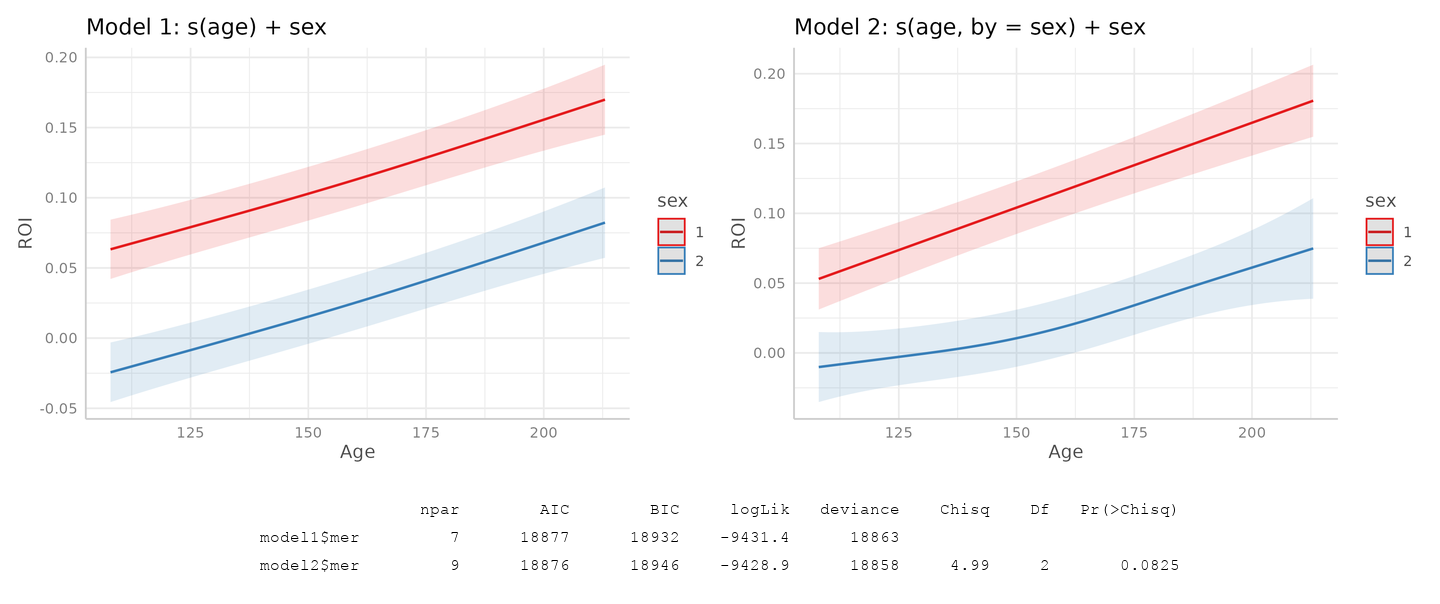 Model 1: s(age) + sex
0.20
0.15
0.10
0.05
0.00
-0.05
ROI
125 150 175 200
Age
sex
1
2
Model 2: s(age, by = sex) + sex
0.20
0.15
0.10
0.05
0.00
ROI
125 150 175 200
Age
sex
1
2
npar AIC BIC logLik deviance Chisq Df Pr(>Chisq)
model1$mer 7 18877 18932 -9431.4 18863
model2$mer 9 18876 18946 -9428.9 18858 4.99 2 0.0825